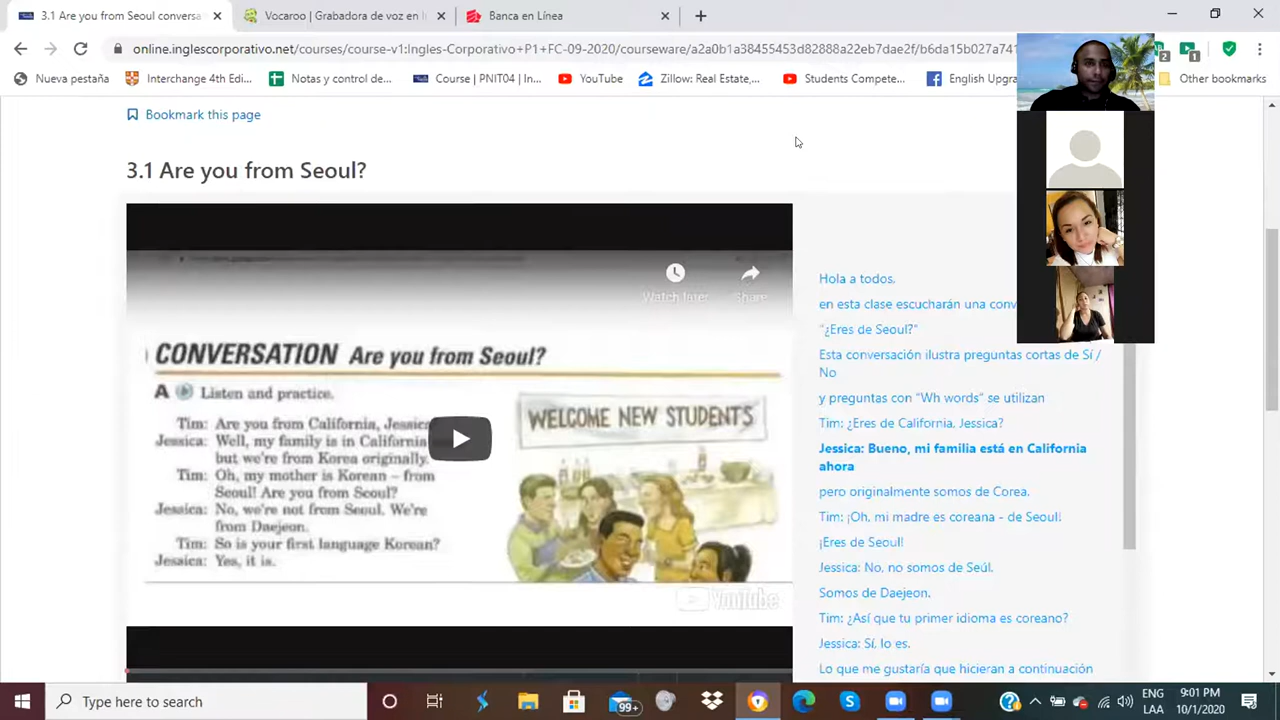 3.1 Are you from Seoul? conversa
Vocaroo | Grabadora de voz en l
Banca en Línea
online.inglescorporativo.net/courses/course-v1:Ingles-Corporativo+P1+FC-09-2020/courseware/a2a0b1a38455453d82888a22eb7dae2f/b6da15b027a741
2
1
Nueva pestaña
Interchange 4th Edi...
Notas y control de...
Course | PNIT04 | In...
YouTube
Zillow: Real Estate,...
Students Compete...
English Upgra
Other bookmarks
Bookmark this page
3.1 Are you from Seoul?
Watch later
Share
CONVERSATION Are you from Seoul?
A Listen and practice.
Tim: Are you from California, Jessica
Jessica: Well, my family is in California
but we're from Korea originally.
Tim: Oh, my mother is Korean – from
Seoul! Are you from Seoul?
Jessica: No, we're not from Seoul. We're
from Daejeon.
Tim: So is your first language Korean?
Jessica: Yes, it is.
WELCOME NEW STUDENTS
YouTube
Hola a todos,
en esta clase escucharán una conv
"¿Eres de Seoul?"
Esta conversación ilustra preguntas cortas de Sí /
No
y preguntas con "Wh words" se utilizan
Tim: ¿Eres de California, Jessica?
Jessica: Bueno, mi familia está en California
ahora
pero originalmente somos de Corea.
Tim: ¡Oh, mi madre es coreana - de Seoul!
¡Eres de Seoul!
Jessica: No, no somos de Seúl.
Somos de Daejeon.
Tim: ¿Así que tu primer idioma es coreano?
Jessica: Sí, lo es.
Lo que me gustaría que hicieran a continuación
Type here to search
99+
ENG
LAA
9:01 PM
10/1/2020